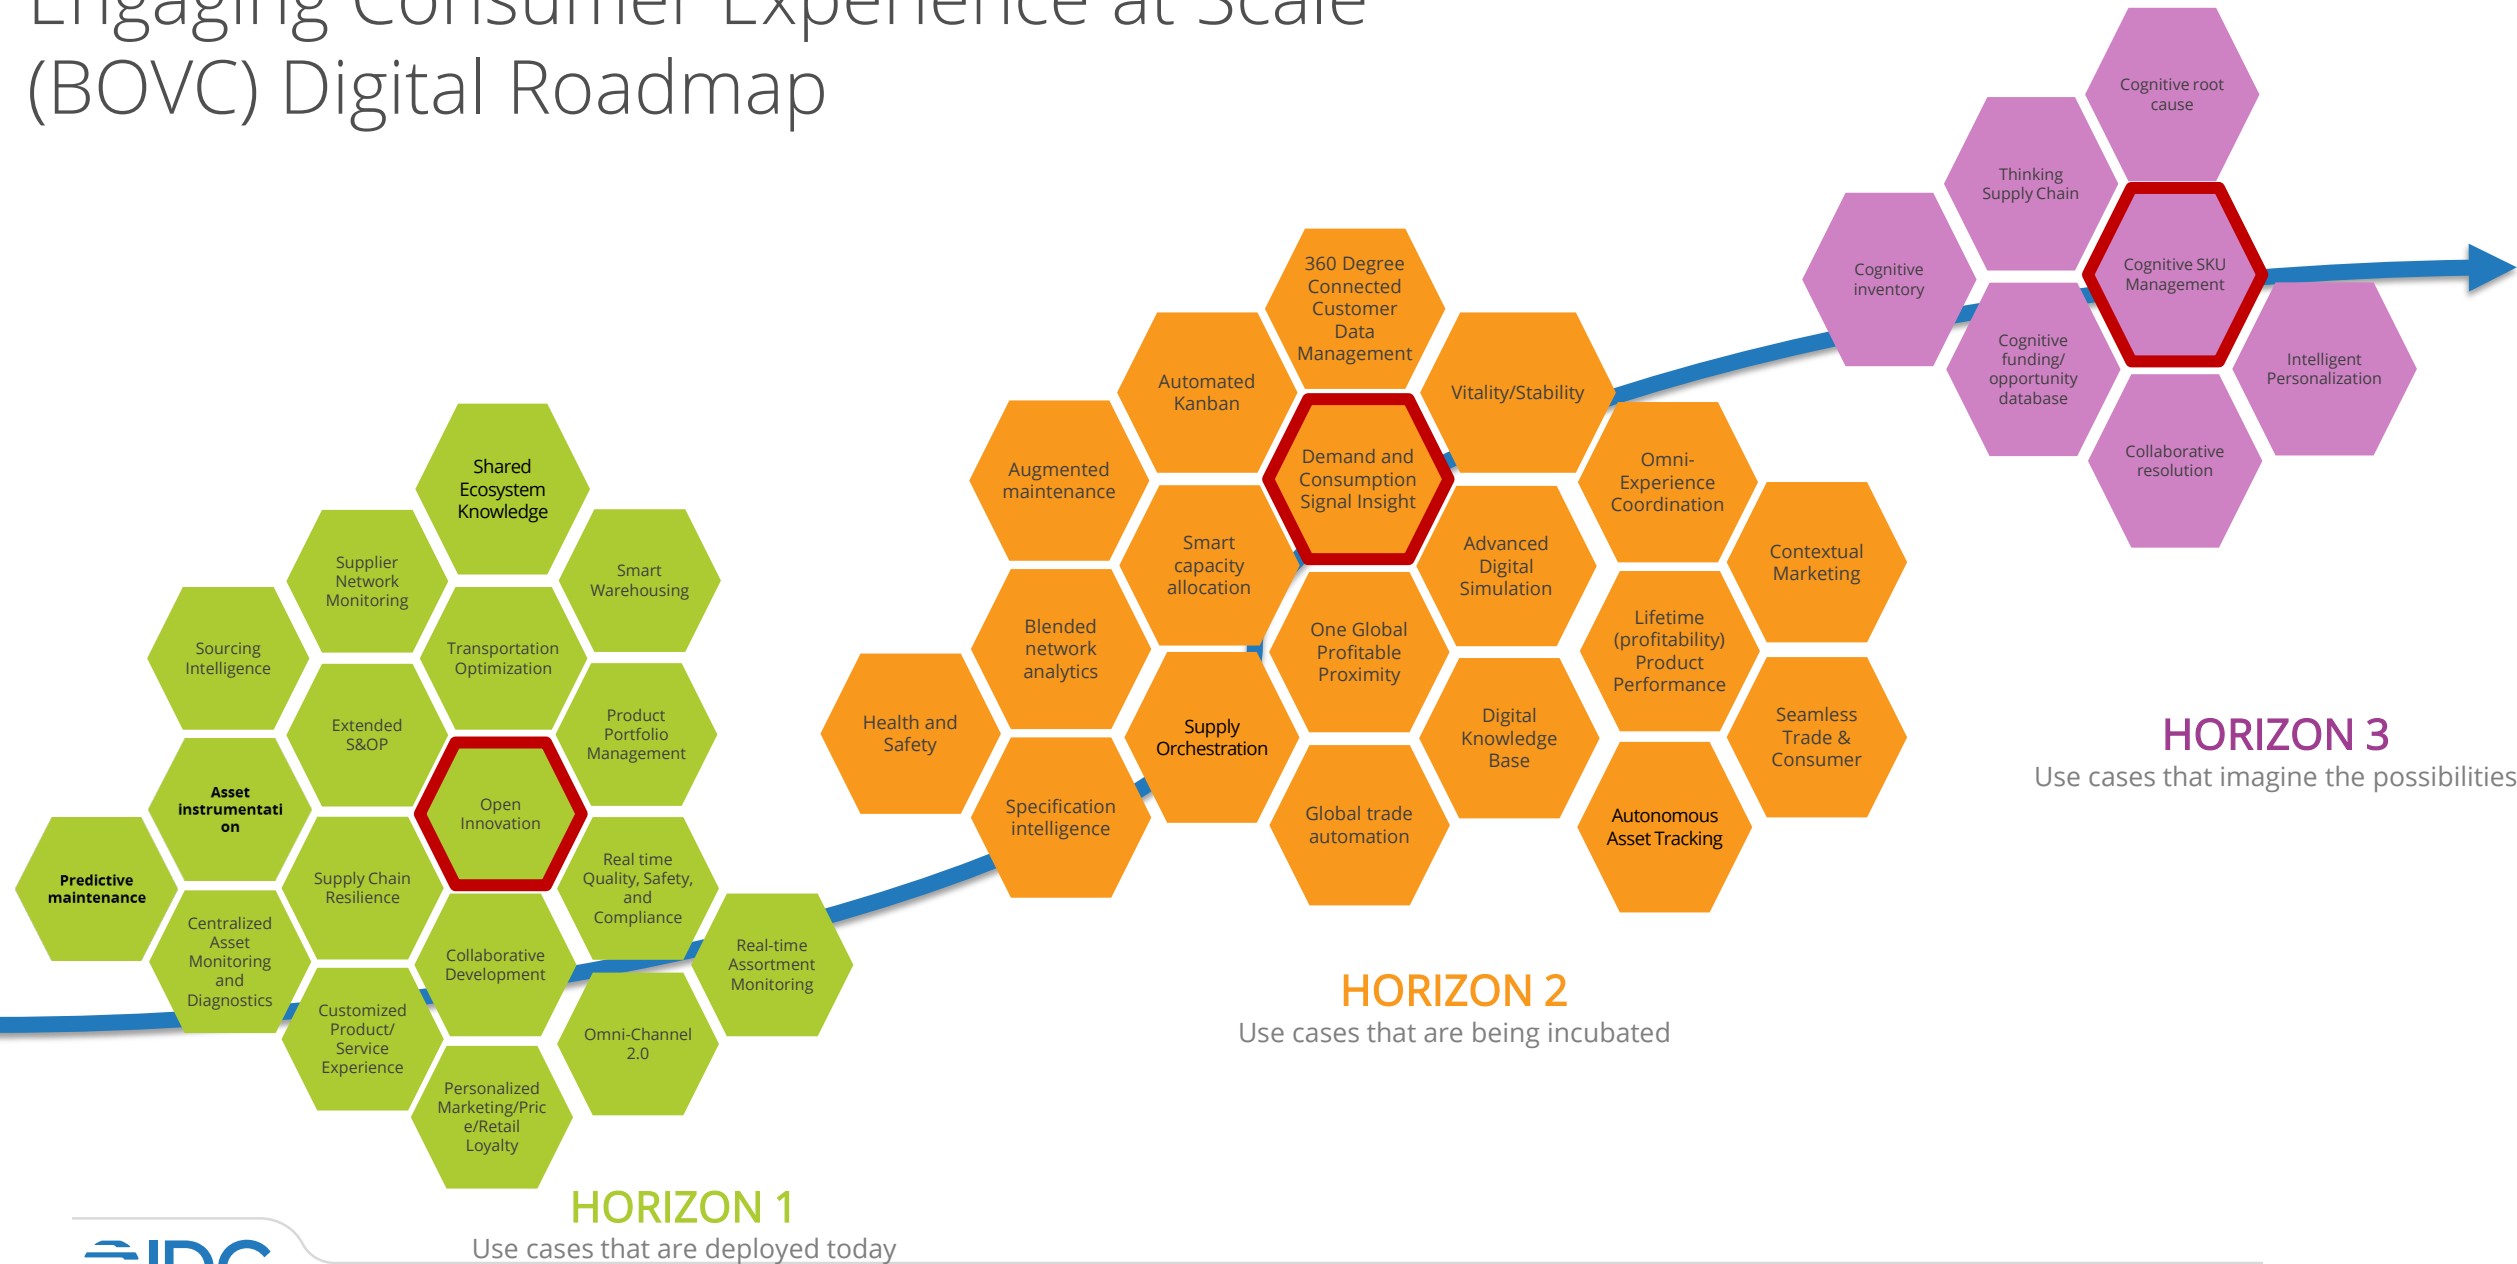 Engaging Consumer Experience at Scale
(BOVC) Digital Roadmap
Shared
Ecosystem
Knowledge
Supplier
Network
Monitoring
Smart
Warehousing
Sourcing
Intelligence
Transportation
Optimization
Extended
S&OP
Product
Portfolio
Management
Asset
instrumentati
on
Open
Innovation
Predictive
maintenance
Supply Chain
Resilience
Real time
Quality, Safety,
and
Compliance
Centralized
Asset
Monitoring
and
Diagnostics
Collaborative
Development
Real-time
Assortment
Monitoring
Customized
Product/
Service
Experience
Omni-Channel
2.0
Personalized
Marketing/Pric
e/Retail
Loyalty
HORIZON 1
Use cases that are deployed today
360 Degree
Connected
Customer
Data
Management
Automated
Kanban
Vitality/Stability
Augmented
maintenance
Demand and
Consumption
Signal Insight
Omni-
Experience
Coordination
Smart
capacity
allocation
Advanced
Digital
Simulation
Contextual
Marketing
Blended
network
analytics
One Global
Profitable
Proximity
Lifetime
(profitability)
Product
Performance
Health and
Safety
Supply
Orchestration
Digital
Knowledge
Base
Seamless
Trade &
Consumer
Specification
intelligence
Global trade
automation
Autonomous
Asset Tracking
HORIZON 2
Use cases that are being incubated
Cognitive root
cause
Thinking
Supply Chain
Cognitive
inventory
Cognitive SKU
Management
Cognitive
funding/
opportunity
database
Intelligent
Personalization
Collaborative
resolution
HORIZON 3
Use cases that imagine the possibilities
IDC